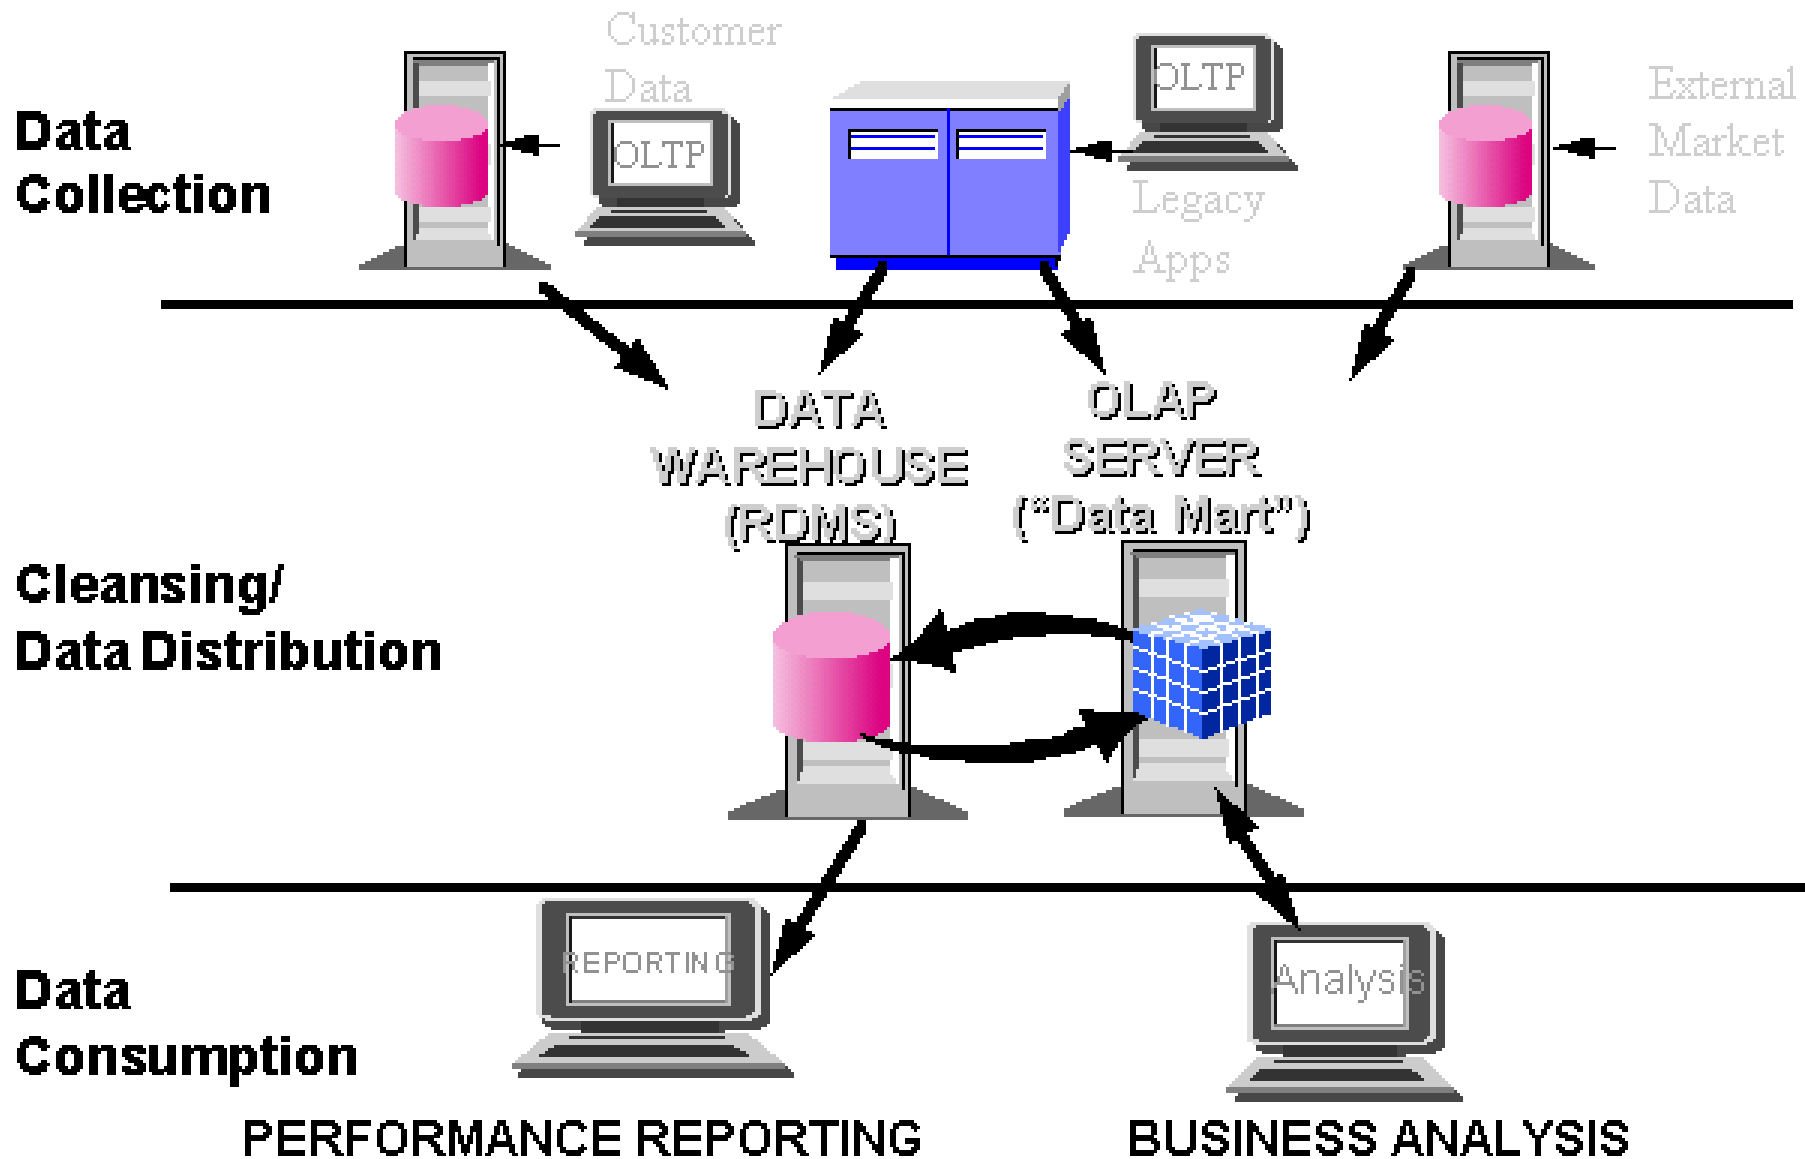 Customer
Data
OLTP
OLTP
Legacy
Apps
External
Market
Data
Data
Collection
DATA
WAREHOUSE
(RDMS)
OLAP
SERVER
(“Data Mart”)
Cleansing/
Data Distribution
REPORTING
Analysis
Data
Consumption
PERFORMANCE REPORTING
BUSINESS ANALYSIS